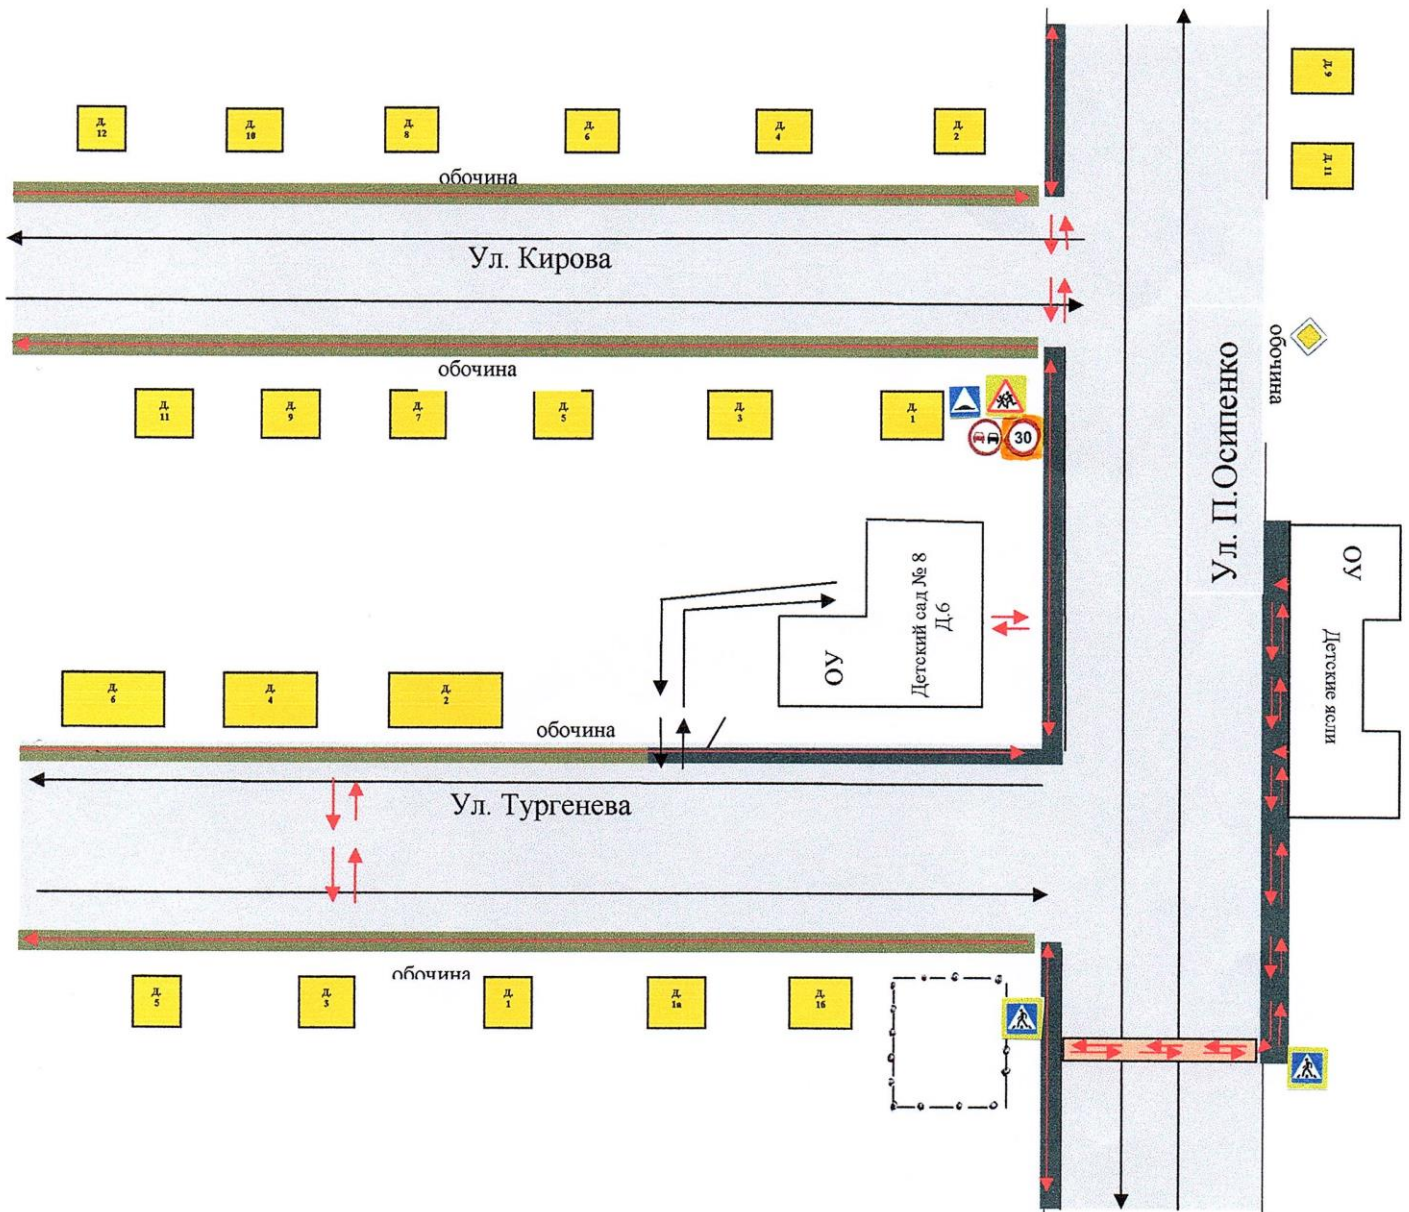 Д.
9
Д.
12
Д.
10
Д.
8
Д.
6
Д.
4
Д.
2
Д.
11
обочина
Ул. Кирова
обочина
Ул. П.Осипенко
обочина
Д.
11
Д.
9
Д.
7
Д.
5
Д.
3
Д.
1
30
Детский сад № 8
Д.6
ОУ
ОУ
Детские ясли
Д.
6
Д.
4
Д.
2
обочина
Ул. Тургенева
обочина
Д.
5
Д.
3
Д.
1
Д.
1а
Д.
1б